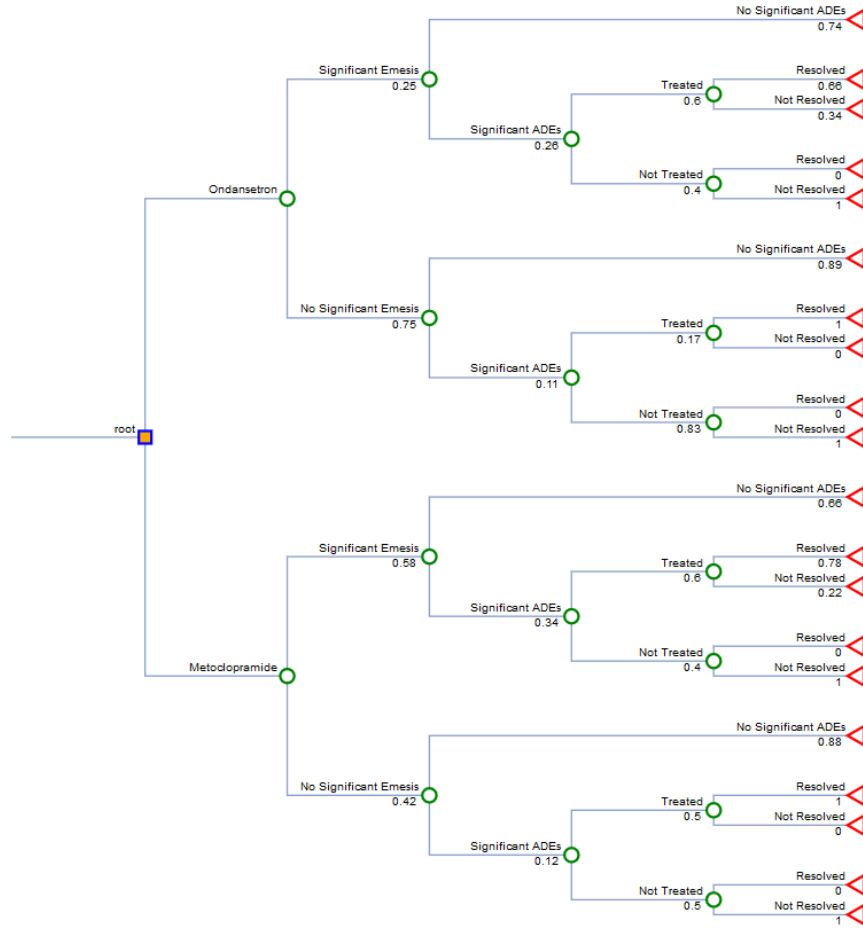 No Significant ADEs
0.74
Significant Emesis
0.25
Resolved
0.66
Treated
0.6
Not Resolved
0.34
Significant ADEs
0.26
Resolved
0
Not Treated
0.4
Not Resolved
1
Ondansetron
No Significant ADEs
0.89
No Significant Emesis
0.75
Resolved
1
Treated
0.17
Not Resolved
0
Significant ADEs
0.11
Resolved
0
Not Treated
0.83
Not Resolved
1
root
No Significant ADEs
0.66
Significant Emesis
0.58
Resolved
0.78
Treated
0.6
Not Resolved
0.22
Significant ADEs
0.34
Resolved
0
Not Treated
0.4
Not Resolved
1
Metoclopramide
No Significant ADEs
0.88
No Significant Emesis
0.42
Resolved
1
Treated
0.5
Not Resolved
0
Significant ADEs
0.12
Resolved
0
Not Treated
0.5
Not Resolved
1